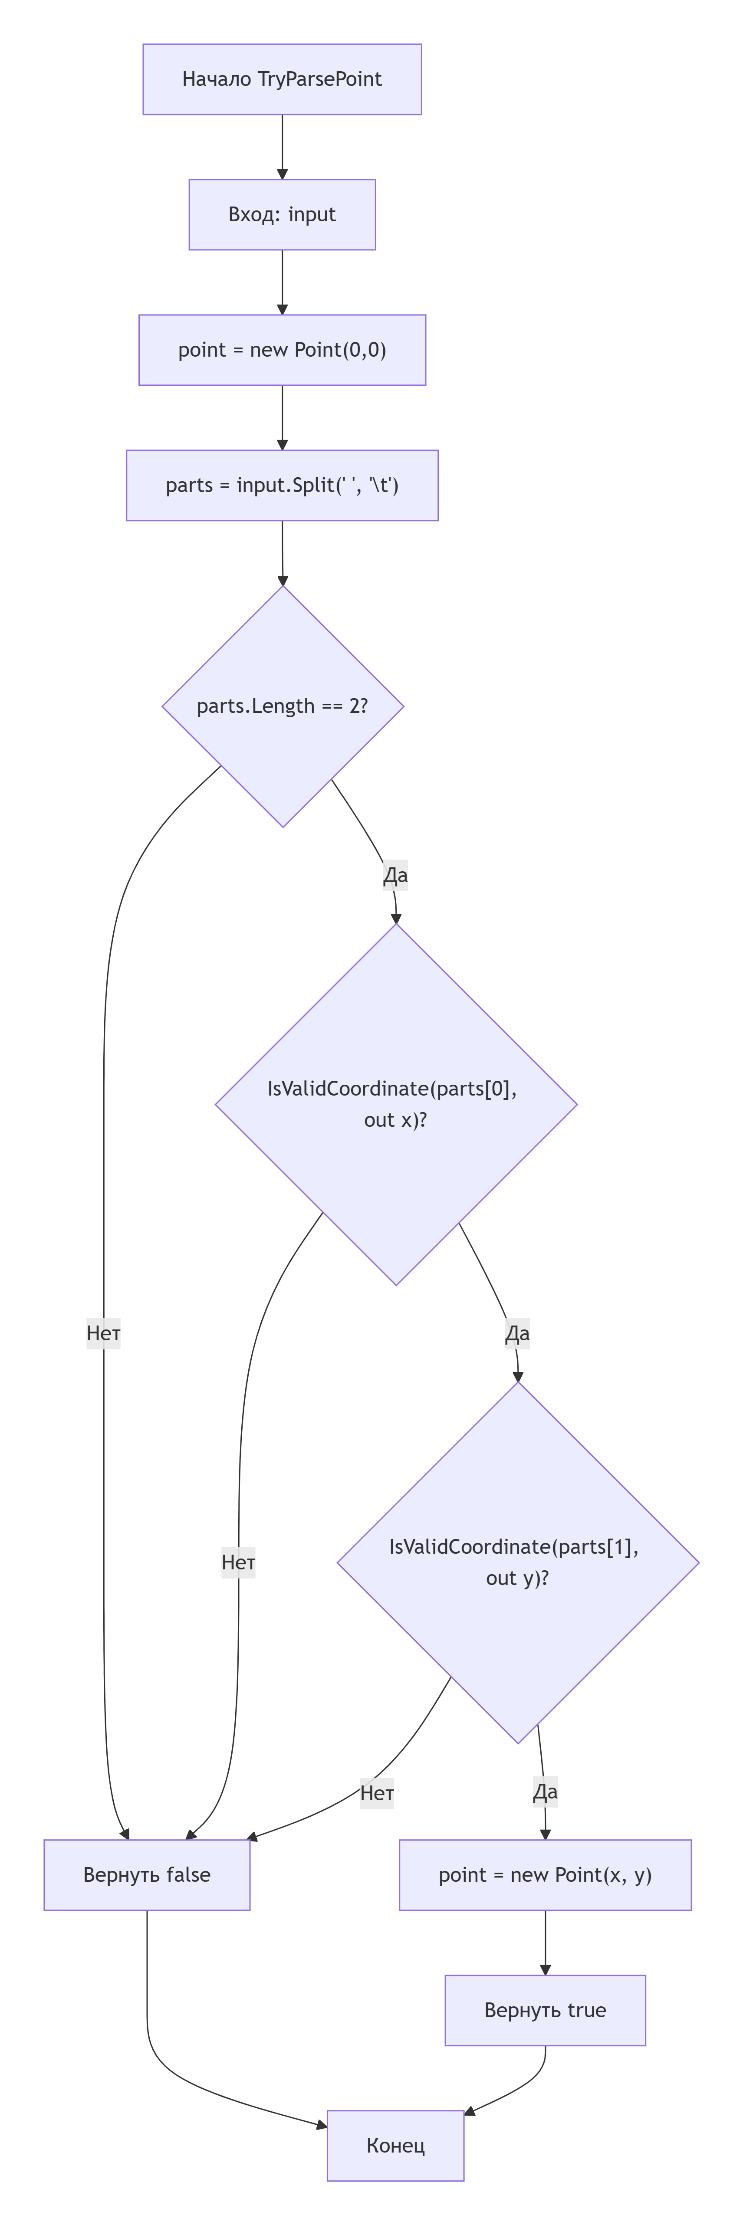 Начало TryParsePoint
Вход: input
point = new Point(0,0)
parts = input.Split(' ', '\t')
parts.Length == 2?
Да
IsValidCoordinate(parts[0],
out x)?
Нет
Да
IsValidCoordinate(parts[1],
out y)?
Нет
Нет
Да
Вернуть false
point = new Point(x, y)
Вернуть true
Конец